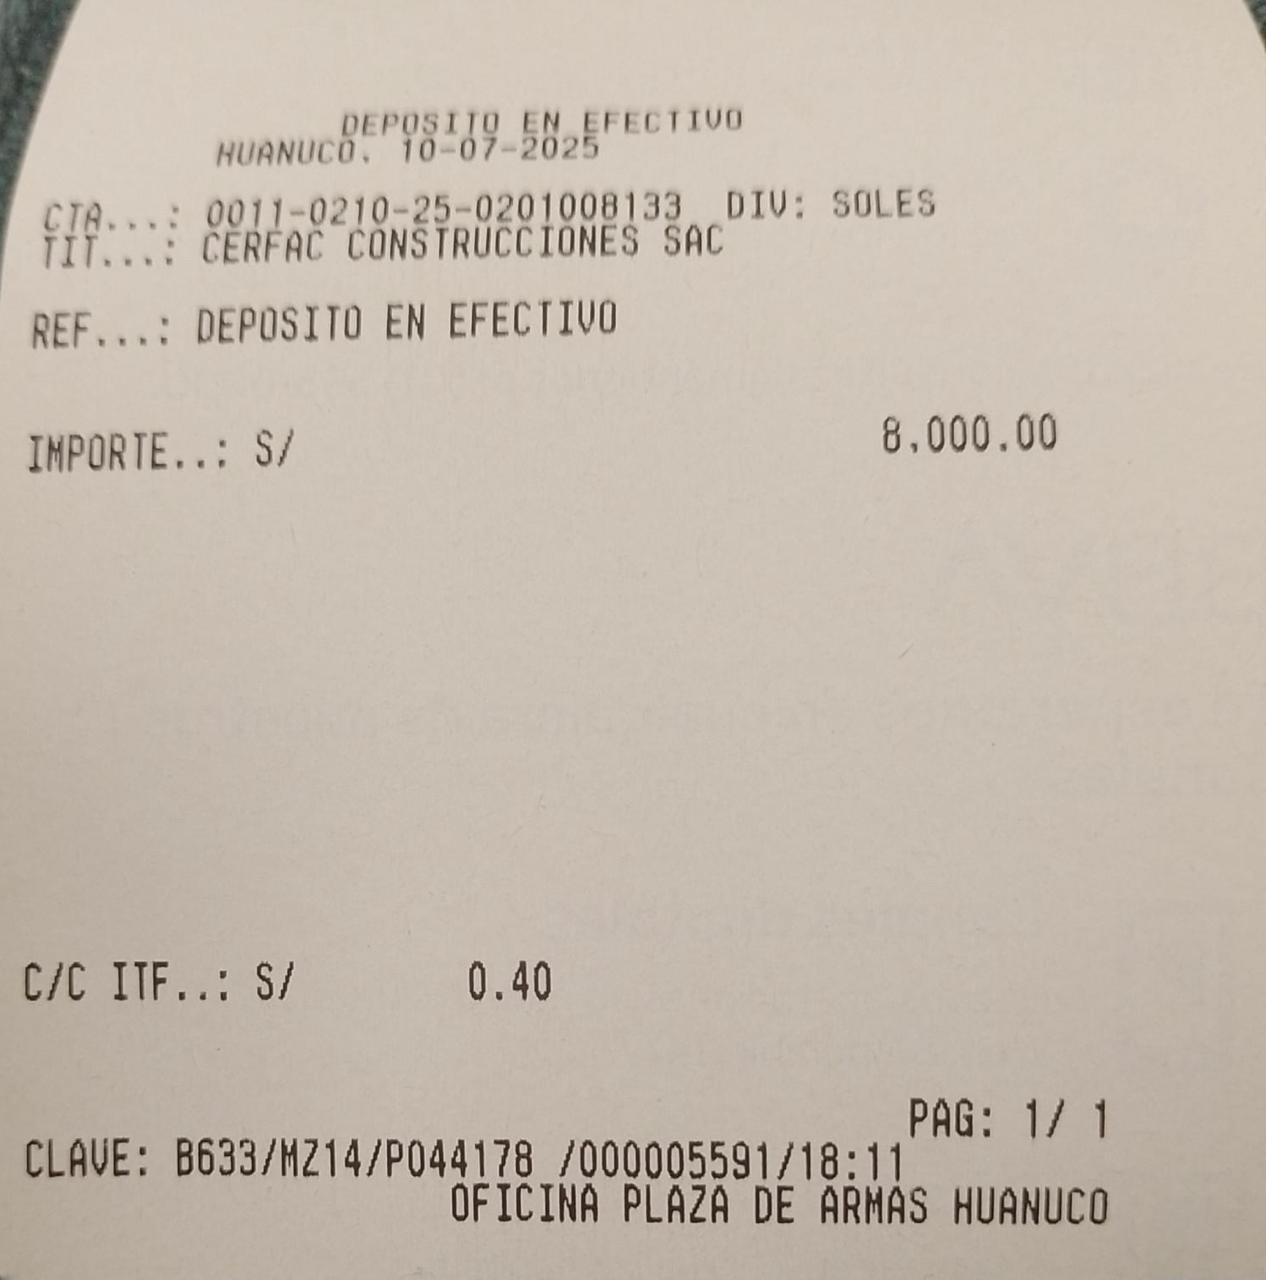 DEPOSITO EN EFECTIVO
HUANUCO. 10-07-2025
CTA...: 0011-0210-25-0201008133 DIV: SOLES
TIT...: CERFAC CONSTRUCCIONES SAC
REF...: DEPOSITO EN EFECTIVO
IMPORTE..: S/ 8,000.00
C/C ITF..: S/ 0.40
PAG: 1/ 1
CLAVE: B633/MZ14/P044178 /000005591/18:11
OFICINA PLAZA DE ARMAS HUANUCO